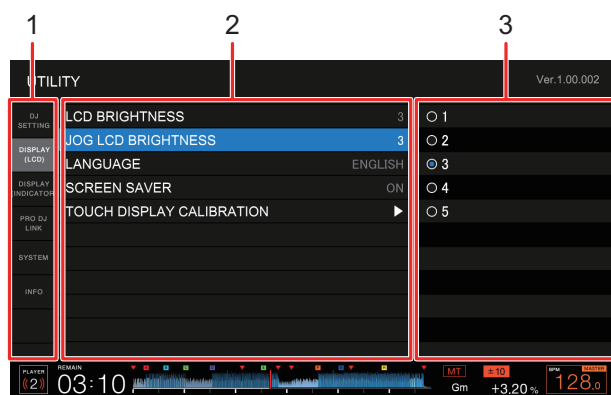 1 2 3
UTILITY Ver.1.00.002
DJ
SETTING
DISPLAY
(LCD)
DISPLAY
(INDICATOR)
PRO DJ
LINK
SYSTEM
INFO
LCD BRIGHTNESS 3
JOG LCD BRIGHTNESS 3
LANGUAGE ENGLISH
SCREEN SAVER ON
TOUCH DISPLAY CALIBRATION
1
2
3
4
5
PLAYER
2
REMAIN
03:10
A B C D E F G H
MT ±10
Gm +3.20 %
BPM MASTER
128.0